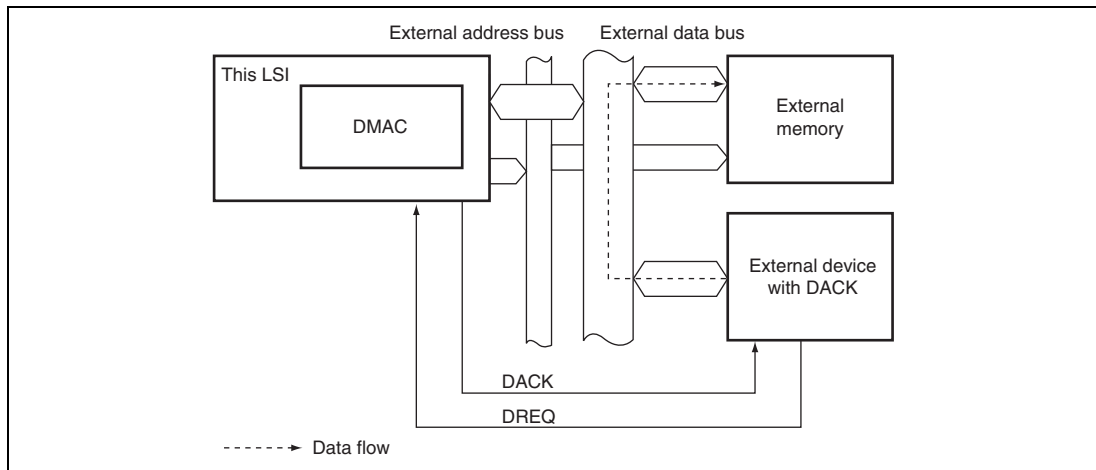 External address bus
External data bus
This LSI
DMAC
External
memory
External device
with DACK
DACK
DREQ
Data flow